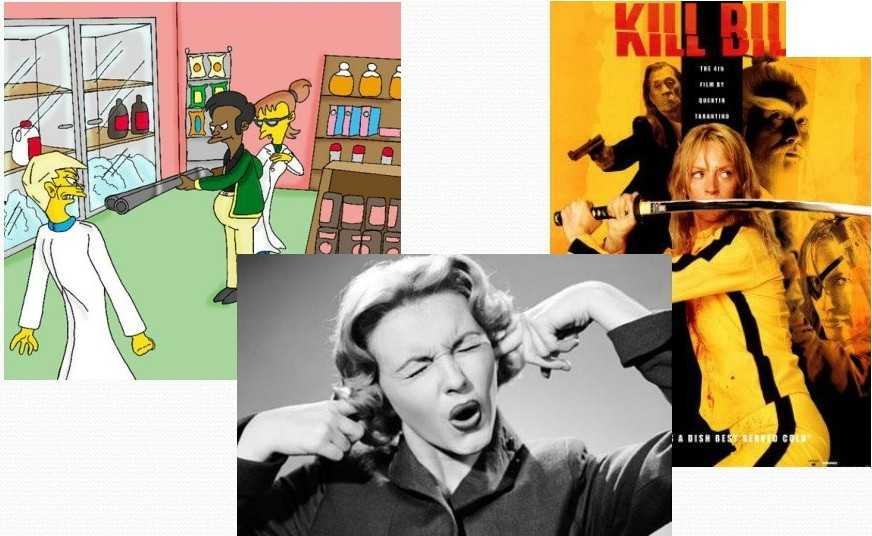 KILL BIL
THE 4th
FILM BY
QUENTIN
TARANTINO
S A DISH BEST SERVED COLD"